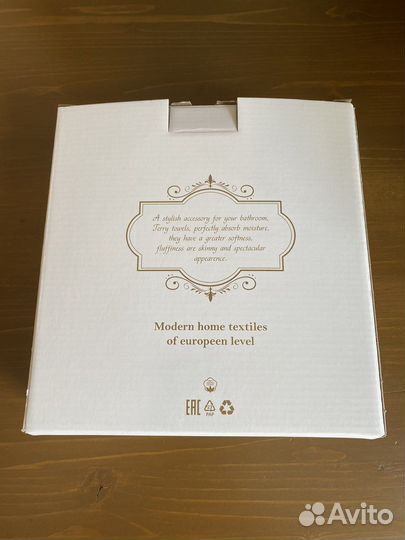 A stylish accessory for your bathroom.
Terry towels, perfectly absorb moisture,
they have a greater softness,
fluffiness are skinny and spectacular
appearence.
Modern home textiles
of europeen level
EAC
PAP
Avito